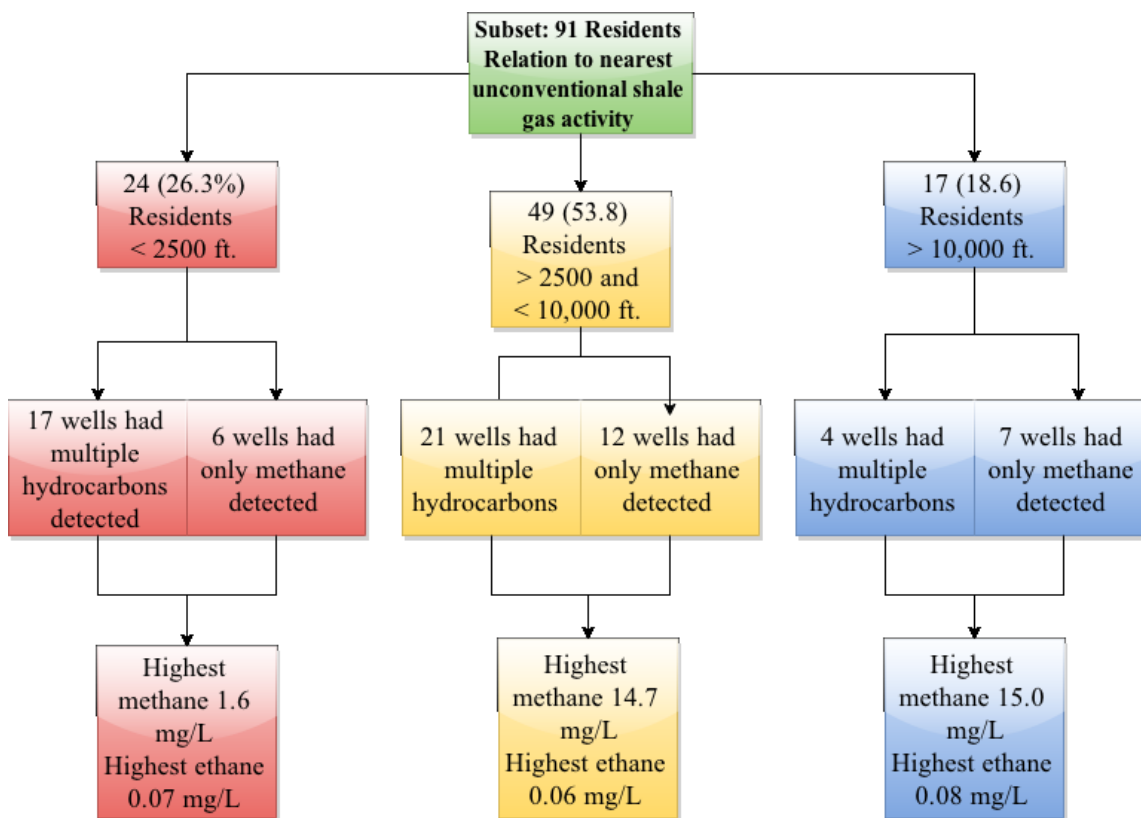 Subset: 91 Residents
Relation to nearest
unconventional shale
gas activity
24 (26.3%)
Residents
< 2500 ft.
49 (53.8)
Residents
> 2500 and
< 10,000 ft.
17 (18.6)
Residents
> 10,000 ft.
17 wells had
multiple
hydrocarbons
detected
6 wells had
only methane
detected
21 wells had
multiple
hydrocarbons
12 wells had
only methane
detected
4 wells had
multiple
hydrocarbons
7 wells had
only methane
detected
Highest
methane 1.6
mg/L
Highest ethane
0.07 mg/L
Highest
methane 14.7
mg/L
Highest ethane
0.06 mg/L
Highest
methane 15.0
mg/L
Highest ethane
0.08 mg/L